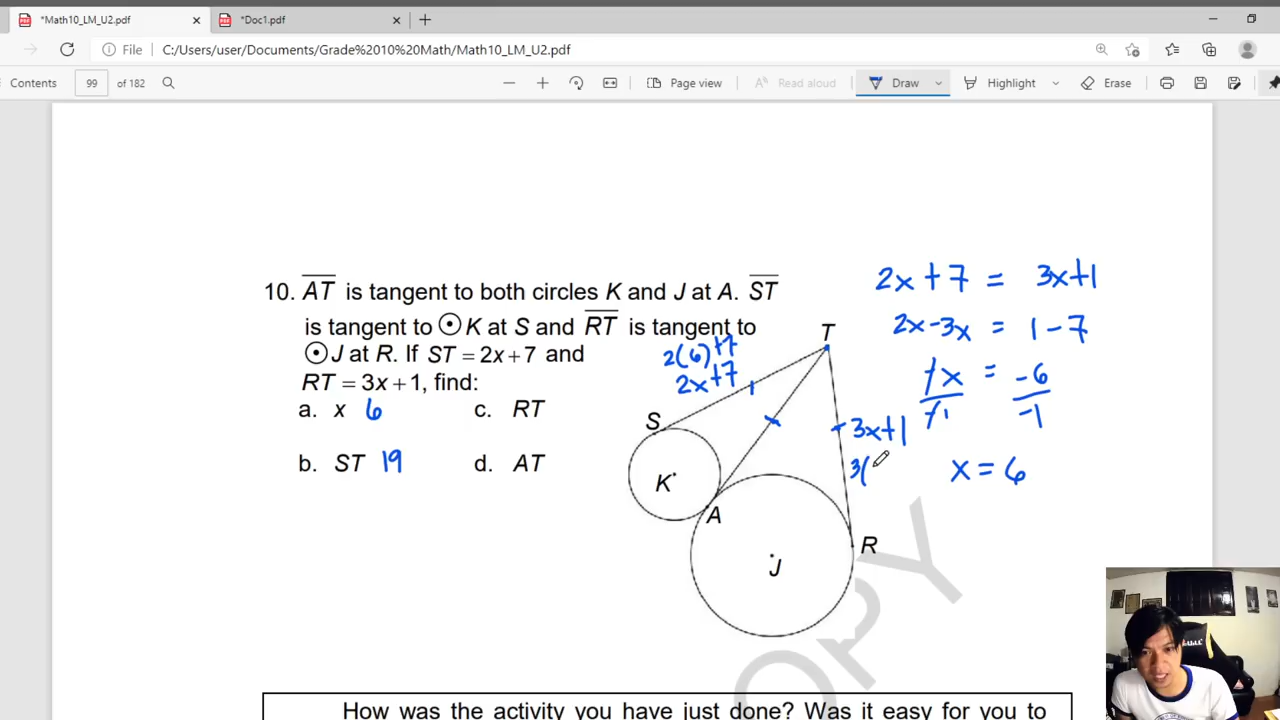 *Math10_LM_U2.pdf
*Doc1.pdf
File C:/Users/user/Documents/Grade%2010%20Math/Math10_LM_U2.pdf
Contents 99 of 182 Page view Read aloud Draw Highlight Erase
10. AT is tangent to both circles K and J at A. ST
is tangent to ⊙K at S and RT is tangent to
⊙J at R. If ST = 2x + 7 and
RT = 3x + 1, find:
a. x 6 c. RT
b. ST 19 d. AT
2(6)+7
2x+7
T
S
K
A
J
R
3x+1
3(
2x + 7 = 3x+1
2x-3x = 1-7
-x = -6
-1 -1
x = 6
OPY
How was the activity you have just done? Was it easy for you to